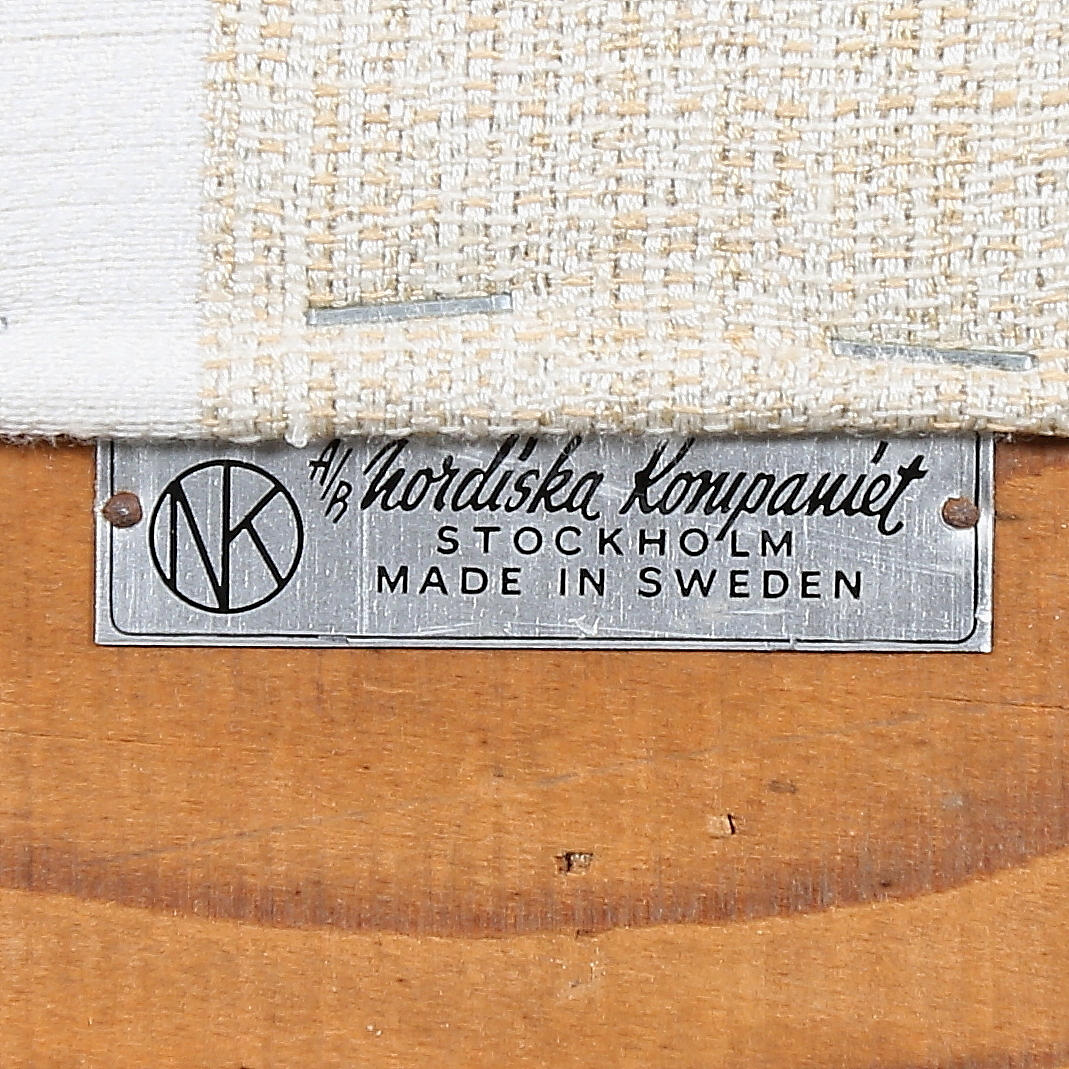 NK
A/B Nordiska Kompaniet
STOCKHOLM
MADE IN SWEDEN